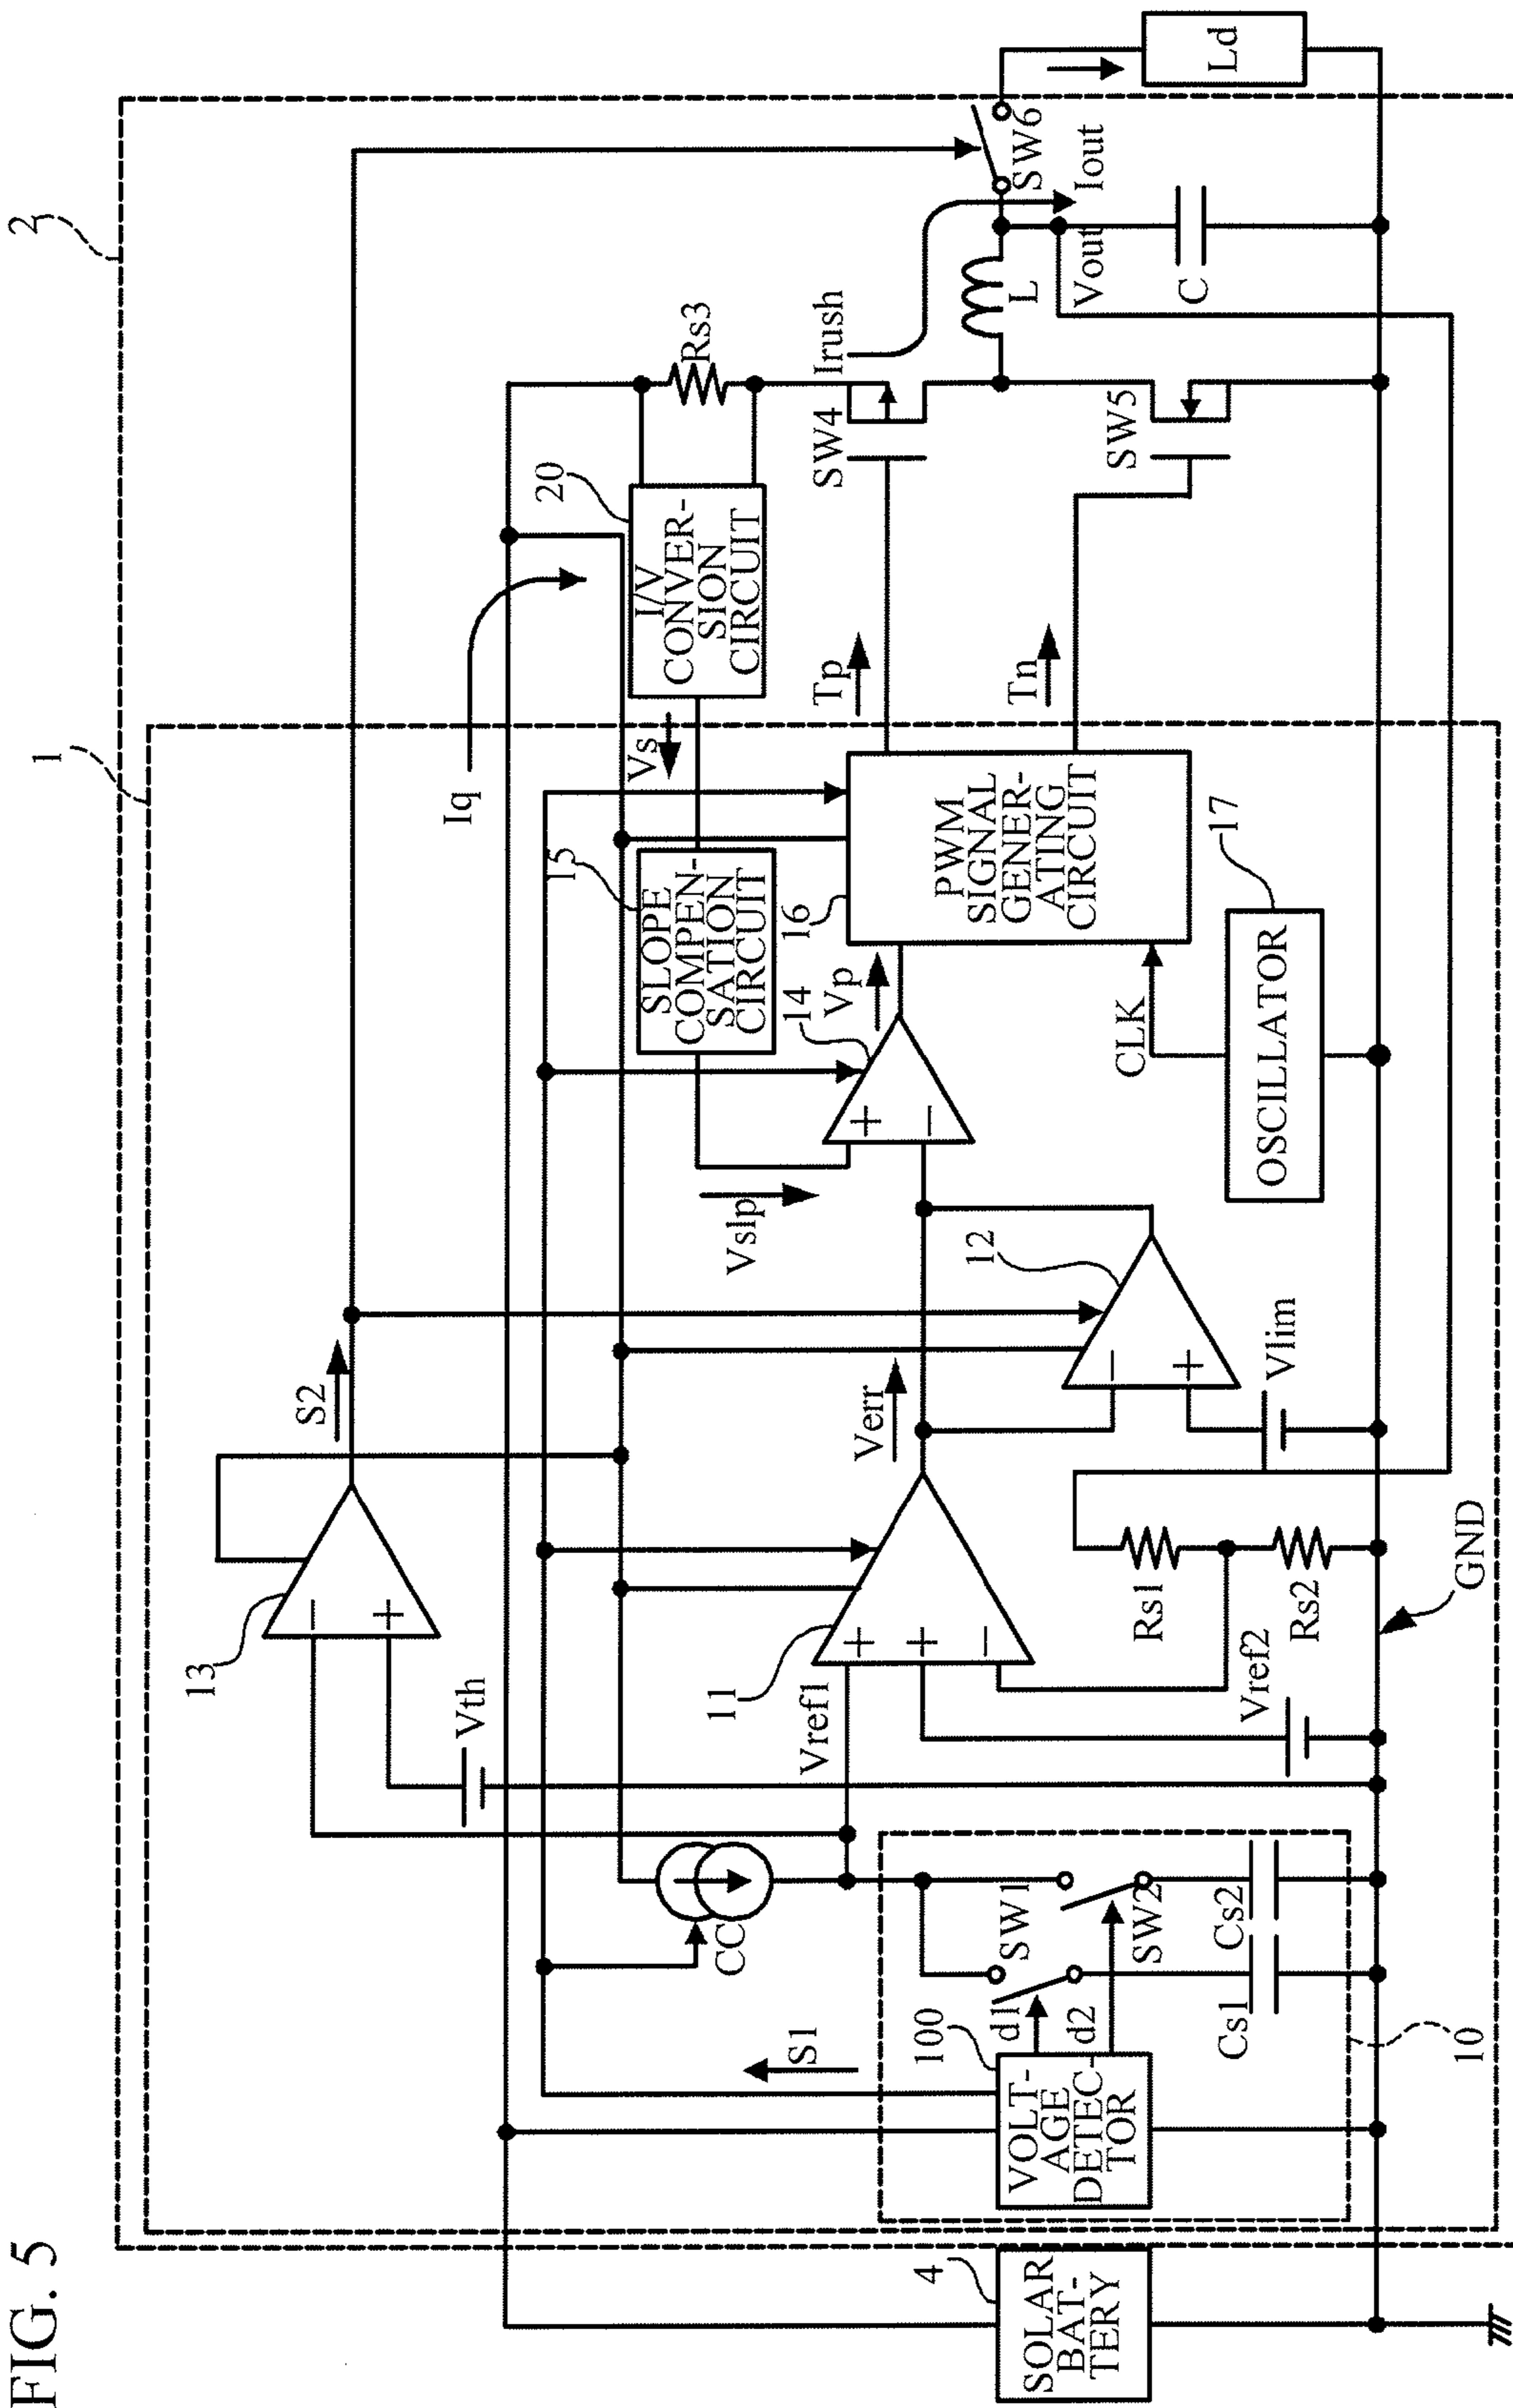 FIG. 5
2
1
S2
13
Vth
Iq
20
I/V
CONVER-
SION
CIRCUIT
Rs3
Vs
15
SLOPE
COMPEN-
SATION
CIRCUIT
Vslp
CC
S1
Vref1
11
Verr
14
Vp
16
PWM
SIGNAL
GENER-
ATING
CIRCUIT
Tp
Tn
SW4
Irush
SW5
L
Vout
Iout
C
SW6
Ld
4
SOLAR
BAT-
TERY
100
VOLT-
AGE
DETEC-
TOR
d1
d2
SW1
SW2
Cs1
Cs2
10
Vref2
Rs1
Rs2
12
Vlim
CLK
OSCILLATOR
17
GND
+
+
−
−
+
−
+
+
−